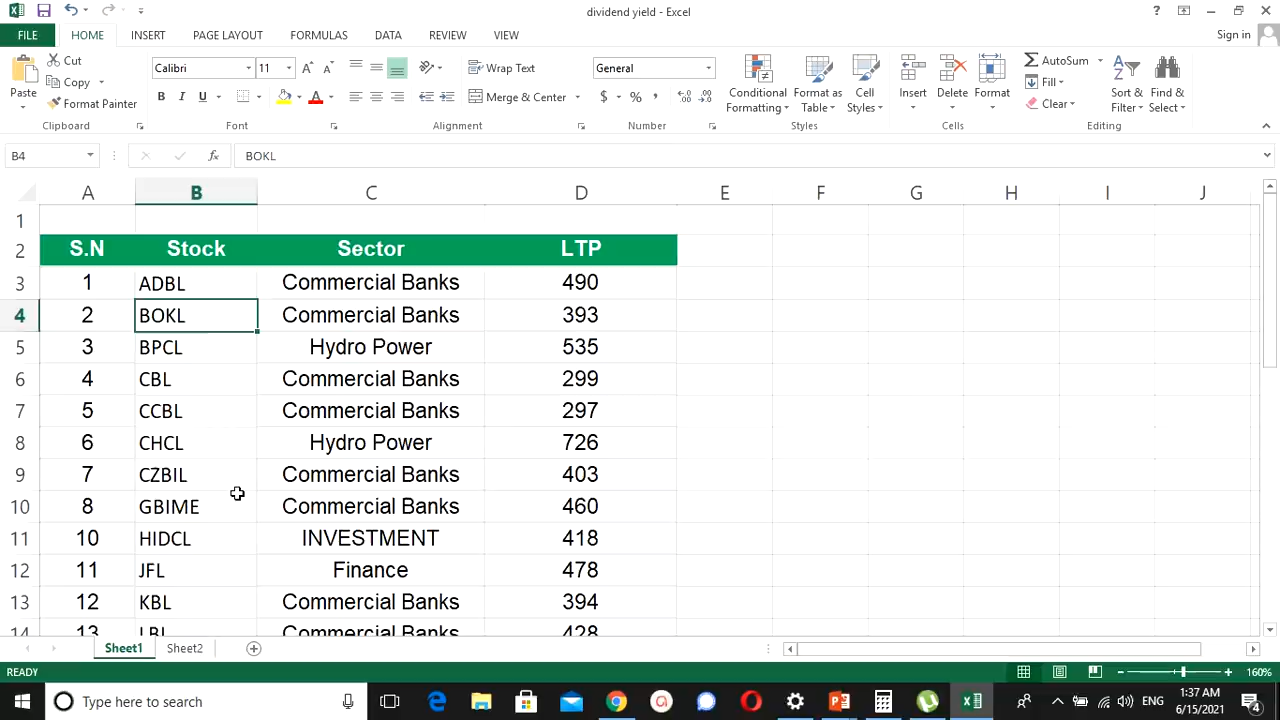 dividend yield - Excel
?
Sign in
FILE HOME INSERT PAGE LAYOUT FORMULAS DATA REVIEW VIEW
Paste
Cut
Copy
Format Painter
Clipboard
Calibri 11
B I U
Font
Wrap Text
Merge & Center
Alignment
General
$ % ,
Number
Conditional Formatting
Format as Table
Cell Styles
Styles
Insert
Delete
Format
Cells
AutoSum
Fill
Clear
Sort & Filter
Find & Select
Editing
B4 fx BOKL
A B C D E F G H I J
1
2 S.N Stock Sector LTP
3 1 ADBL Commercial Banks 490
4 2 BOKL Commercial Banks 393
5 3 BPCL Hydro Power 535
6 4 CBL Commercial Banks 299
7 5 CCBL Commercial Banks 297
8 6 CHCL Hydro Power 726
9 7 CZBIL Commercial Banks 403
10 8 GBIME Commercial Banks 460
11 10 HIDCL INVESTMENT 418
12 11 JFL Finance 478
13 12 KBL Commercial Banks 394
14 13 LBL Commercial Banks 428
Sheet1 Sheet2
READY 160%
Type here to search
ENG
1:37 AM
6/15/2021
4